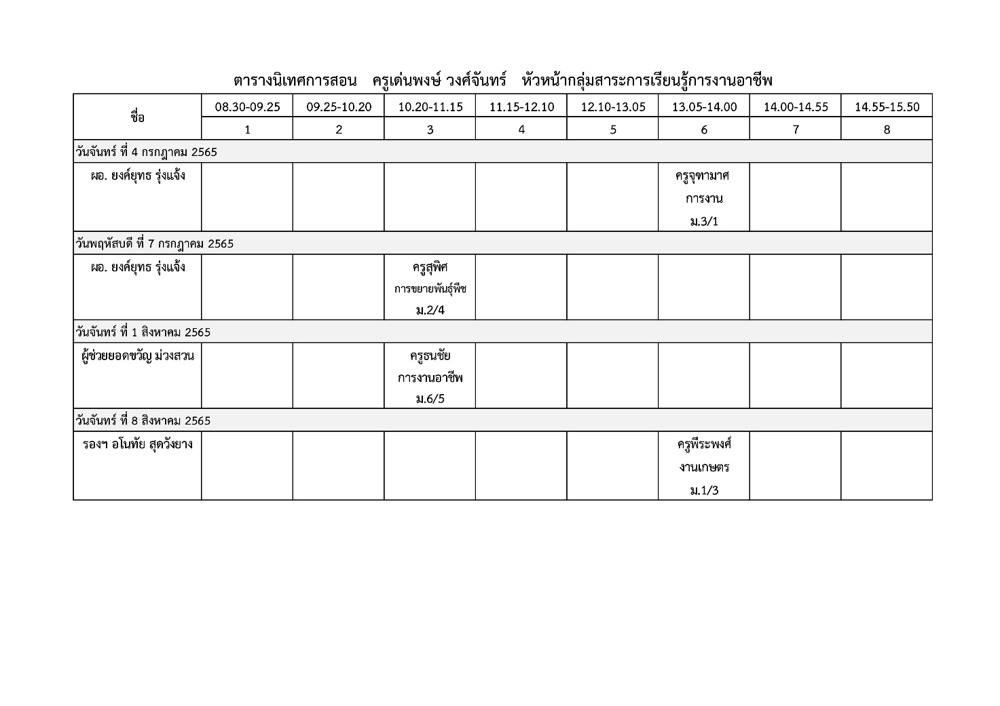 ตารางนิเทศการสอน ครูเด่นพงษ์ วงศ์จันทร์ หัวหน้ากลุ่มสาระการเรียนรู้การงานอาชีพ
ชื่อ 08.30-09.25 09.25-10.20 10.20-11.15 11.15-12.10 12.10-13.05 13.05-14.00 14.00-14.55 14.55-15.50
1 2 3 4 5 6 7 8
วันจันทร์ ที่ 4 กรกฎาคม 2565
ผอ. ยงค์ยุทธ รุ่งแจ้ง ครูจุฑามาศ
การงาน
ม.3/1
วันพฤหัสบดี ที่ 7 กรกฎาคม 2565
ผอ. ยงค์ยุทธ รุ่งแจ้ง ครูสุพิศ
การขยายพันธุ์พืช
ม.2/4
วันจันทร์ ที่ 1 สิงหาคม 2565
ผู้ช่วยยอดขวัญ ม่วงสวน ครูธนชัย
การงานอาชีพ
ม.6/5
วันจันทร์ ที่ 8 สิงหาคม 2565
รองฯ อโนทัย สุดวังยาง ครูพีระพงศ์
งานเกษตร
ม.1/3